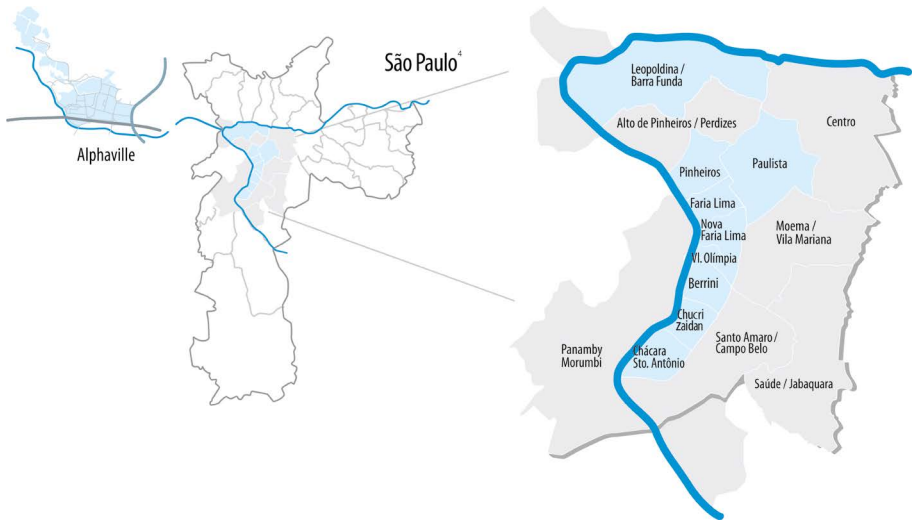 São Paulo4
Alphaville
Leopoldina /
Barra Funda
Alto de Pinheiros / Perdizes
Centro
Pinheiros
Paulista
Faria Lima
Nova
Faria Lima
Moema /
Vila Mariana
Vl. Olímpia
Berrini
Chucri
Zaidan
Santo Amaro /
Campo Belo
Panamby
Morumbi
Chácara
Sto. Antônio
Saúde / Jabaquara